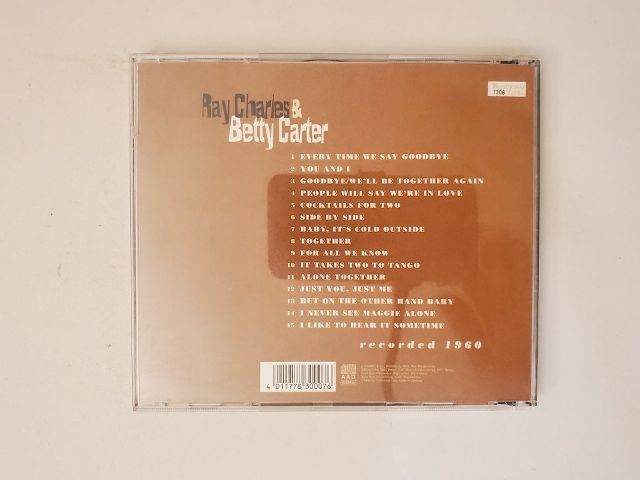 1306
Ray Charles &
Betty Carter
1 EVERY TIME WE SAY GOODBYE
2 YOU AND I
3 GOODBYE/WE'LL BE TOGETHER AGAIN
4 PEOPLE WILL SAY WE'RE IN LOVE
5 COCKTAILS FOR TWO
6 SIDE BY SIDE
7 BABY, IT'S COLD OUTSIDE
8 TOGETHER
9 FOR ALL WE KNOW
10 IT TAKES TWO TO TANGO
11 ALONE TOGETHER
12 JUST YOU, JUST ME
13 BUT ON THE OTHER HAND BABY
14 I NEVER SEE MAGGIE ALONE
15 I LIKE TO HEAR IT SOMETIME
recorded 1960
AAD
4 011778 300076